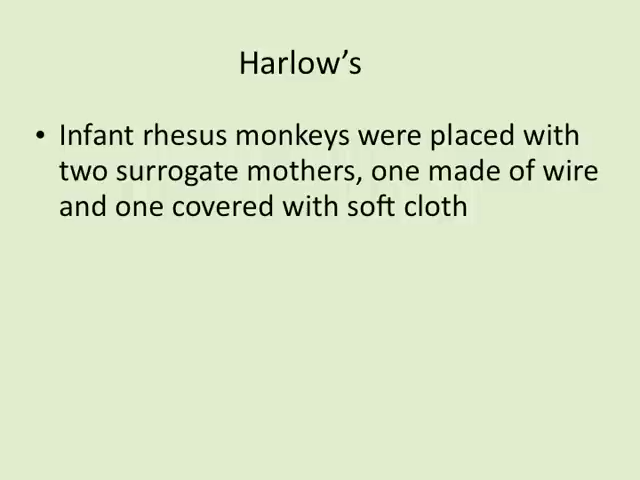 Harlow’s
• Infant rhesus monkeys were placed with
two surrogate mothers, one made of wire
and one covered with soft cloth